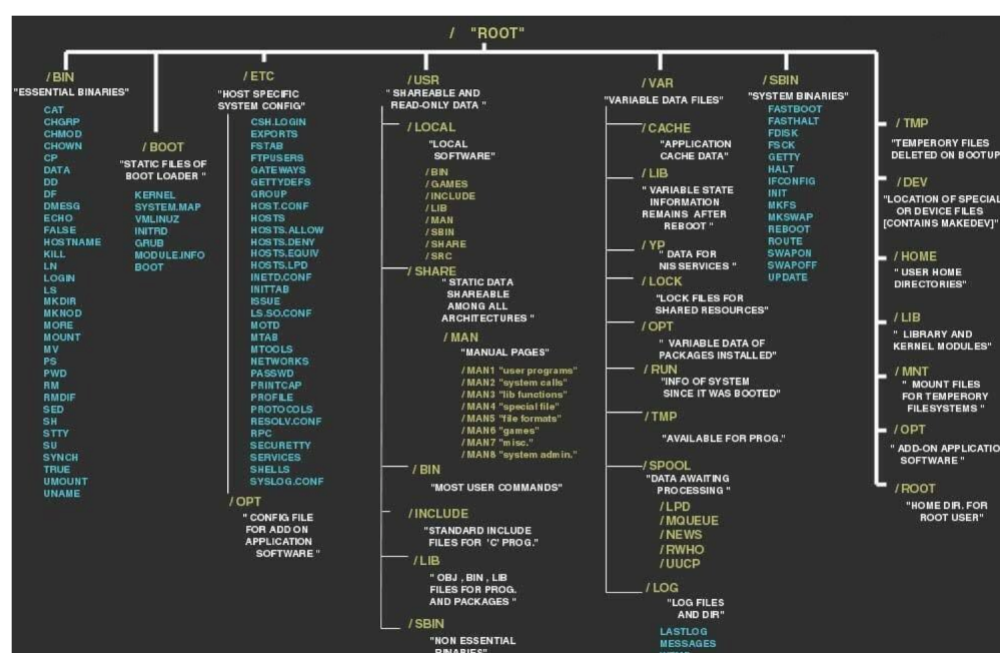 / "ROOT"
/BIN
"ESSENTIAL BINARIES"
CAT
CHGRP
CHMOD
CHOWN
CP
DATA
DD
DF
DMESG
ECHO
FALSE
HOSTNAME
KILL
LN
LOGIN
LS
MKDIR
MKNOD
MORE
MOUNT
MV
PS
PWD
RM
RMDIF
SED
SH
STTY
SU
SYNCH
TRUE
UMOUNT
UNAME
/BOOT
"STATIC FILES OF
BOOT LOADER "
KERNEL
SYSTEM.MAP
VMLINUZ
INITRD
GRUB
MODULE.INFO
BOOT
/ETC
"HOST SPECIFIC
SYSTEM CONFIG"
CSH.LOGIN
EXPORTS
FSTAB
FTPUSERS
GATEWAYS
GETTYDEFS
GROUP
HOST.CONF
HOSTS
HOSTS.ALLOW
HOSTS.DENY
HOSTS.EQUIV
HOSTS.LPD
INETD.CONF
INITTAB
ISSUE
LS.SO.CONF
MOTD
MTAB
MTOOLS
NETWORKS
PASSWD
PRINTCAP
PROFILE
PROTOCOLS
RESOLV.CONF
RPC
SECURETTY
SERVICES
SHELLS
SYSLOG.CONF
/OPT
" CONFIG FILE
FOR ADD ON
APPLICATION
SOFTWARE "
/USR
" SHAREABLE AND
READ-ONLY DATA "
/LOCAL
"LOCAL
SOFTWARE"
/BIN
/GAMES
/INCLUDE
/LIB
/MAN
/SBIN
/SHARE
/SRC
/SHARE
"STATIC DATA
SHAREABLE
AMONG ALL
ARCHITECTURES "
/MAN
"MANUAL PAGES"
/MAN1 "user programs"
/MAN2 "system calls"
/MAN3 "lib functions"
/MAN4 "special file"
/MAN5 "file formats"
/MAN6 "games"
/MAN7 "misc."
/MAN8 "system admin."
/BIN
"MOST USER COMMANDS"
/INCLUDE
"STANDARD INCLUDE
FILES FOR 'C' PROG."
/LIB
" OBJ , BIN , LIB
FILES FOR PROG.
AND PACKAGES "
/SBIN
"NON ESSENTIAL
BINARIES"
/VAR
"VARIABLE DATA FILES"
/CACHE
"APPLICATION
CACHE DATA"
/LIB
" VARIABLE STATE
INFORMATION
REMAINS AFTER
REBOOT "
/YP
" DATA FOR
NIS SERVICES "
/LOCK
"LOCK FILES FOR
SHARED RESOURCES"
/OPT
" VARIABLE DATA OF
PACKAGES INSTALLED"
/RUN
"INFO OF SYSTEM
SINCE IT WAS BOOTED"
/TMP
"AVAILABLE FOR PROG."
/SPOOL
"DATA AWAITING
PROCESSING "
/LPD
/MQUEUE
/NEWS
/RWHO
/UUCP
/LOG
"LOG FILES
AND DIR"
LASTLOG
MESSAGES
/SBIN
"SYSTEM BINARIES"
FASTBOOT
FASTHALT
FDISK
FSCK
GETTY
HALT
IFCONFIG
INIT
MKFS
MKSWAP
REBOOT
ROUTE
SWAPON
SWAPOFF
UPDATE
/TMP
"TEMPERORY FILES
DELETED ON BOOTUP
/DEV
"LOCATION OF SPECIAL
OR DEVICE FILES
[CONTAINS MAKEDEV]"
/HOME
" USER HOME
DIRECTORIES"
/LIB
" LIBRARY AND
KERNEL MODULES"
/MNT
" MOUNT FILES
FOR TEMPERORY
FILESYSTEMS "
/OPT
" ADD-ON APPLICATIO
SOFTWARE "
/ROOT
"HOME DIR. FOR
ROOT USER"